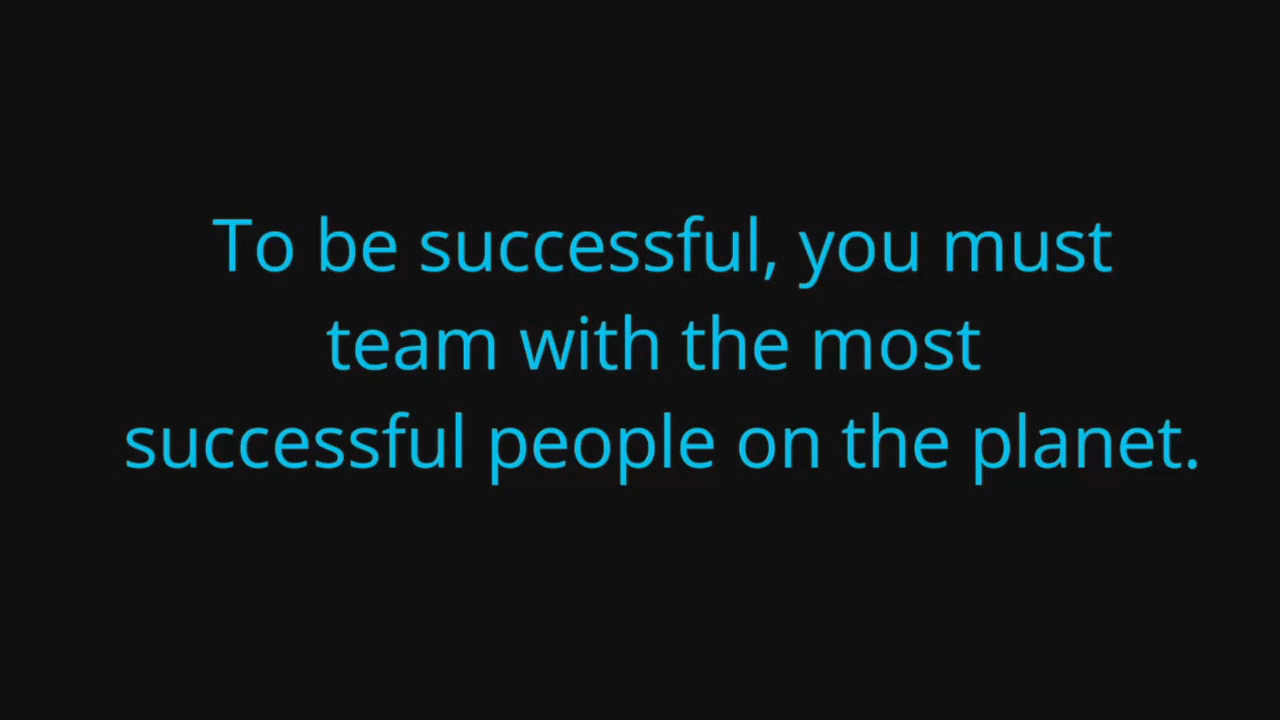 To be successful, you must
team with the most
successful people on the planet.